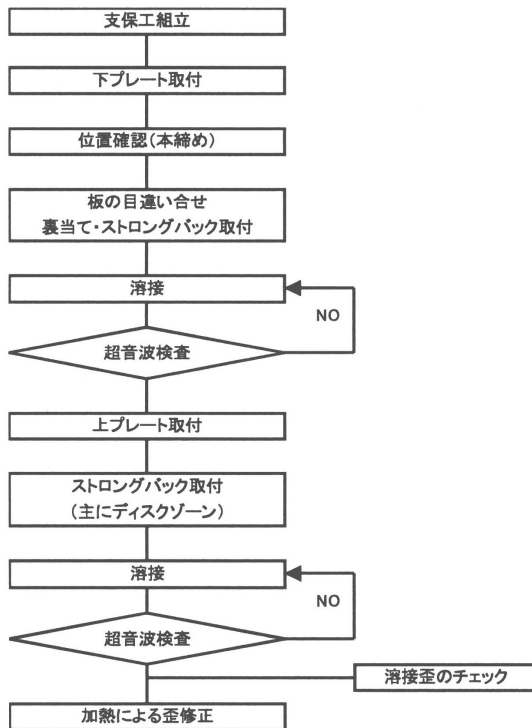 支保工組立
下プレート取付
位置確認(本締め)
板の目違い合せ
裏当て・ストロングバック取付
溶接
NO
超音波検査
上プレート取付
ストロングバック取付
(主にディスクゾーン)
溶接
NO
超音波検査
溶接歪のチェック
加熱による歪修正